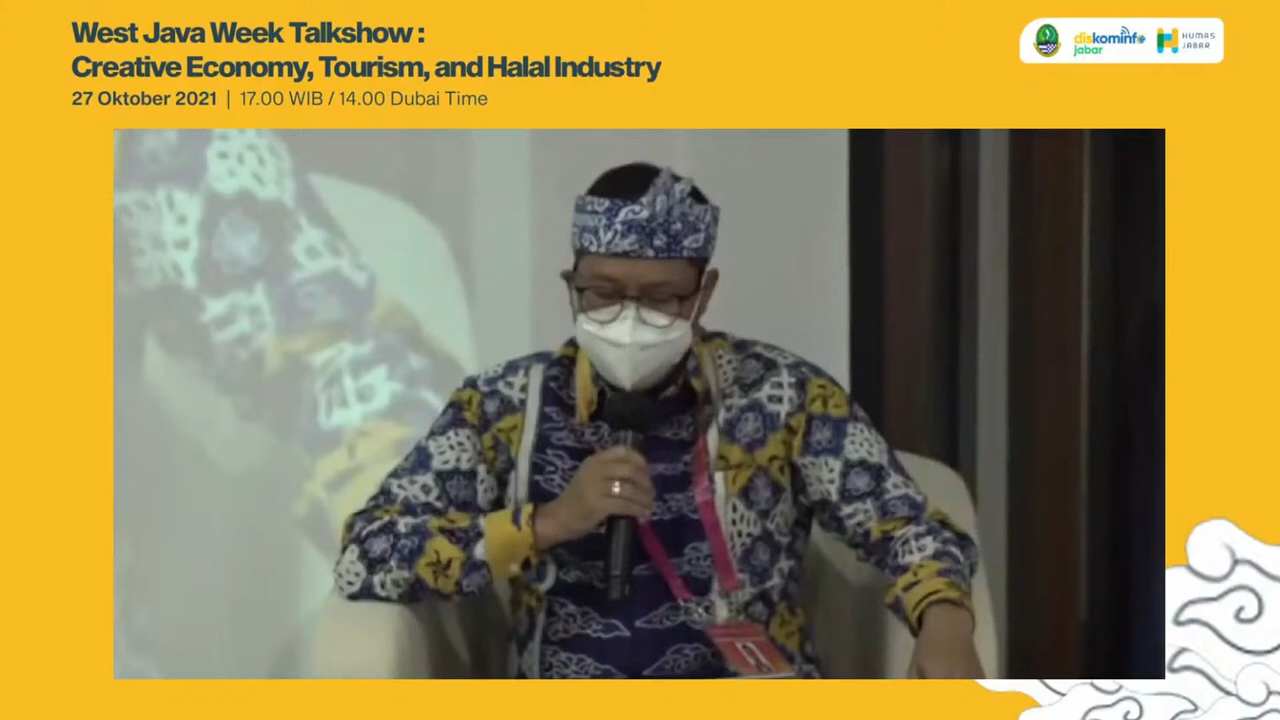 West Java Week Talkshow :
Creative Economy, Tourism, and Halal Industry
27 Oktober 2021 | 17.00 WIB / 14.00 Dubai Time
diskominfo
jabar
HUMAS
JABAR